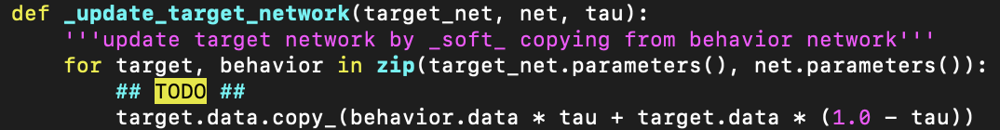 def _update_target_network(target_net, net, tau):
    '''update target network by _soft_ copying from behavior network'''
    for target, behavior in zip(target_net.parameters(), net.parameters()):
        ## TODO ##
        target.data.copy_(behavior.data * tau + target.data * (1.0 - tau))